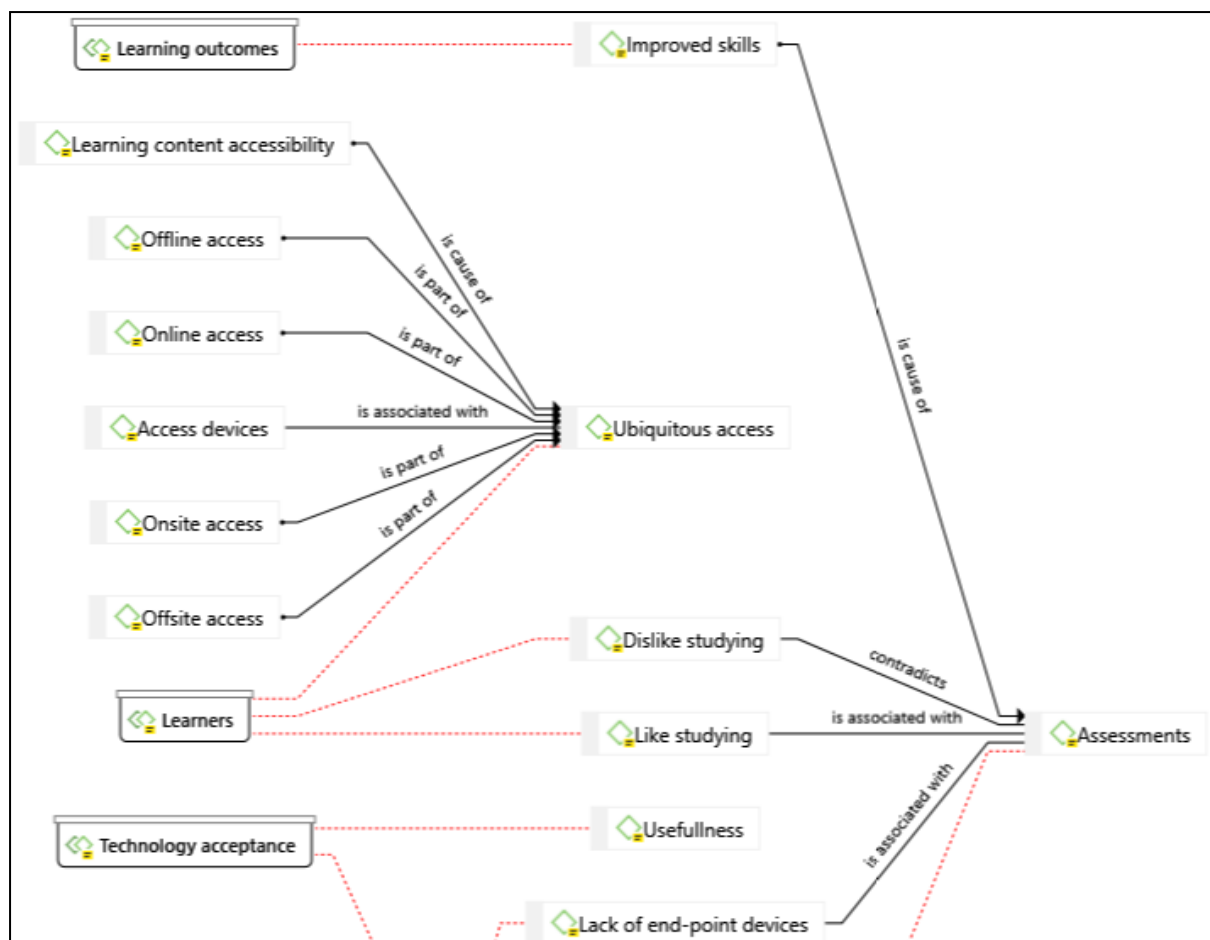 Learning outcomes
Improved skills
Learning content accessibility
is cause of
Offline access
is part of
Online access
is part of
is cause of
Access devices
is associated with
Ubiquitous access
is part of
Onsite access
is part of
Offsite access
Dislike studying
contradicts
Learners
is associated with
Like studying
Assessments
Usefullness
Technology acceptance
is associated with
Lack of end-point devices